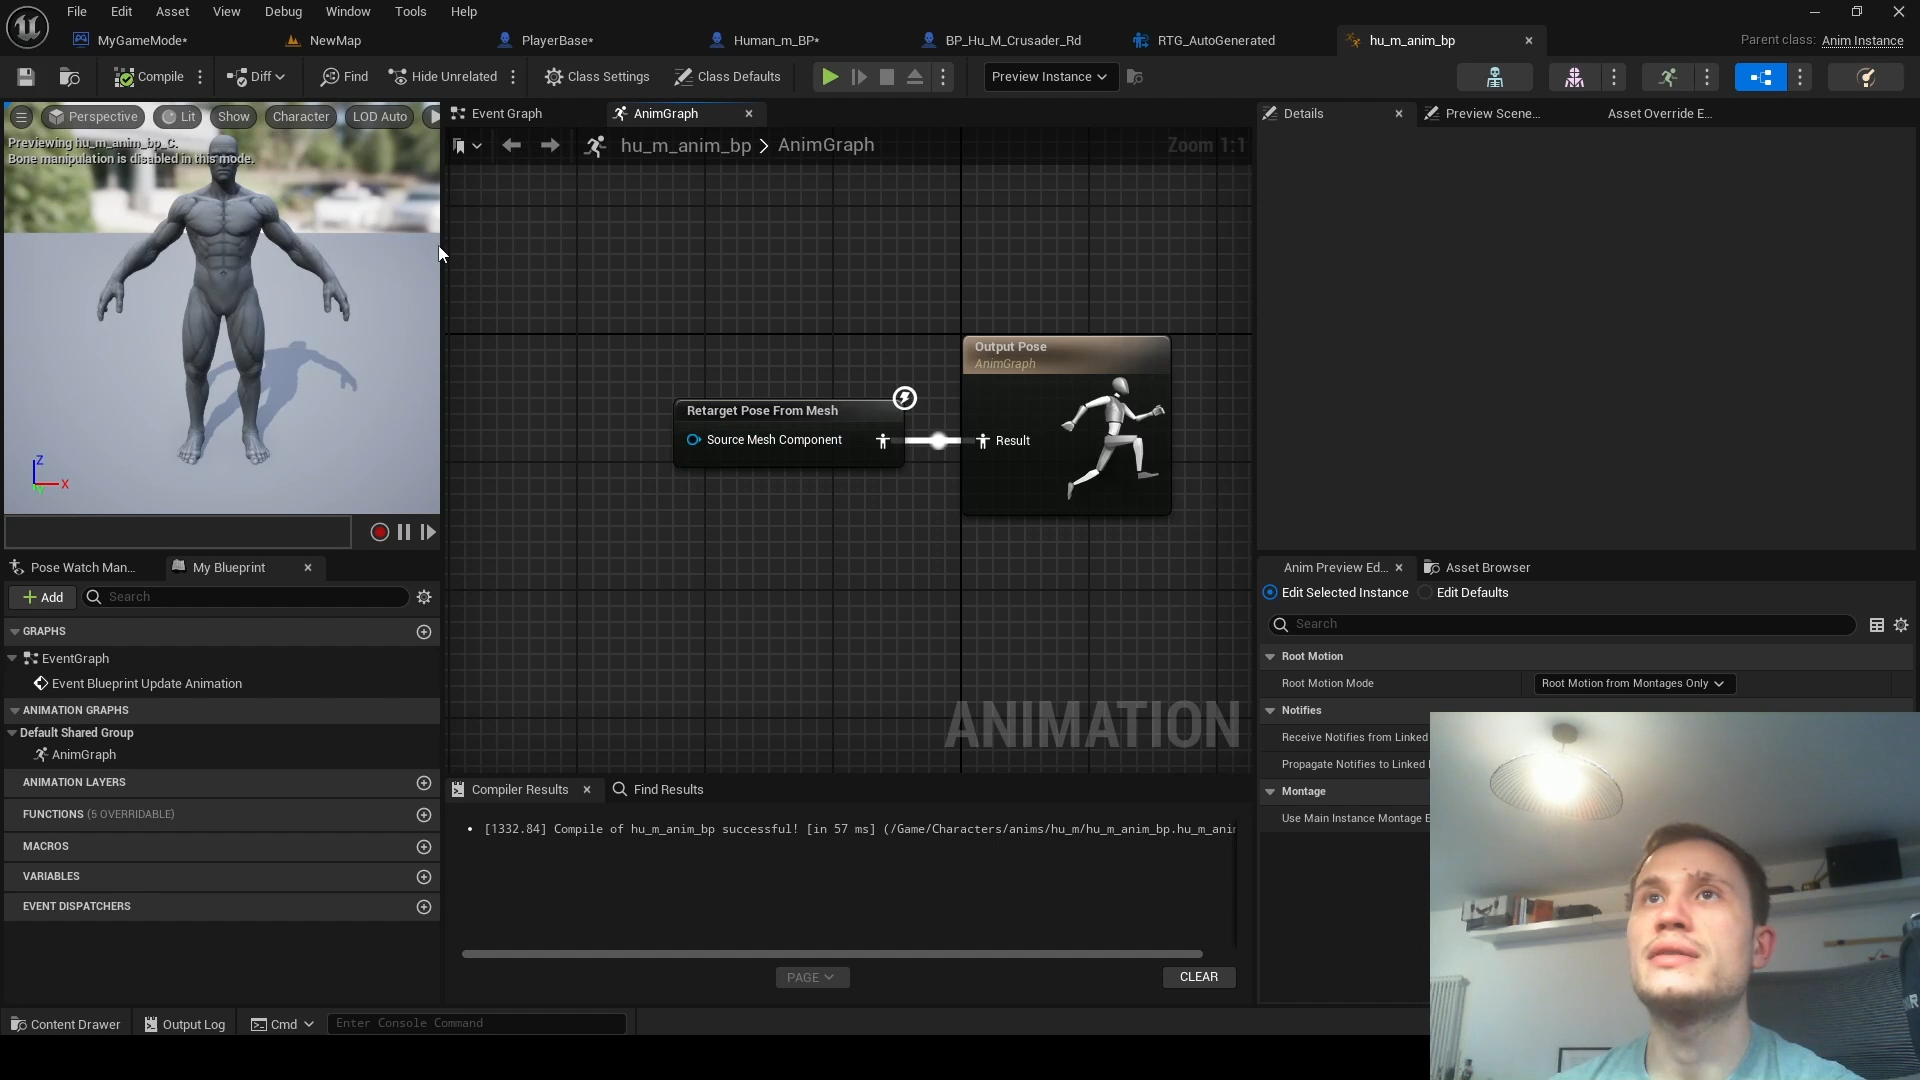 File Edit Asset View Debug Window Tools Help
MyGameMode* NewMap PlayerBase* Human_m_BP* BP_Hu_M_Crusader_Rd RTG_AutoGenerated hu_m_anim_bp Parent class: Anim Instance
Compile Diff Find Hide Unrelated Class Settings Class Defaults Preview Instance
Perspective Lit Show Character LOD Auto
Previewing hu_m_anim_bp_C.
Bone manipulation is disabled in this mode.
Z
X
Y
Event Graph AnimGraph
hu_m_anim_bp > AnimGraph Zoom 1:1
Output Pose
AnimGraph
Retarget Pose From Mesh
Source Mesh Component
Result
ANIMATION
Details Preview Scene... Asset Override E...
Pose Watch Man... My Blueprint
Add Search
GRAPHS
EventGraph
Event Blueprint Update Animation
ANIMATION GRAPHS
Default Shared Group
AnimGraph
ANIMATION LAYERS
FUNCTIONS (5 OVERRIDABLE)
MACROS
VARIABLES
EVENT DISPATCHERS
Compiler Results Find Results
• [1332.84] Compile of hu_m_anim_bp successful! [in 57 ms] (/Game/Characters/anims/hu_m/hu_m_anim_bp.hu_m_anim
PAGE CLEAR
Anim Preview Ed... Asset Browser
Edit Selected Instance Edit Defaults
Search
Root Motion
Root Motion Mode Root Motion from Montages Only
Notifies
Receive Notifies from Linked
Propagate Notifies to Linked
Montage
Use Main Instance Montage E
Content Drawer Output Log Cmd Enter Console Command